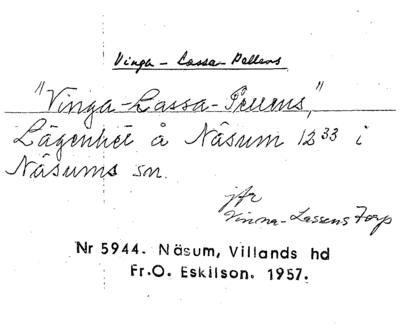 Vinga-Lassa-Pellens
"Vinga-Lassa-Pellens,"
Lägenhet å Näsum 12³³ i
Näsums sn.
jfr
Vinna-Lassens Torp
Nr 5944. Näsum, Villands hd
Fr.O. Eskilson. 1957.